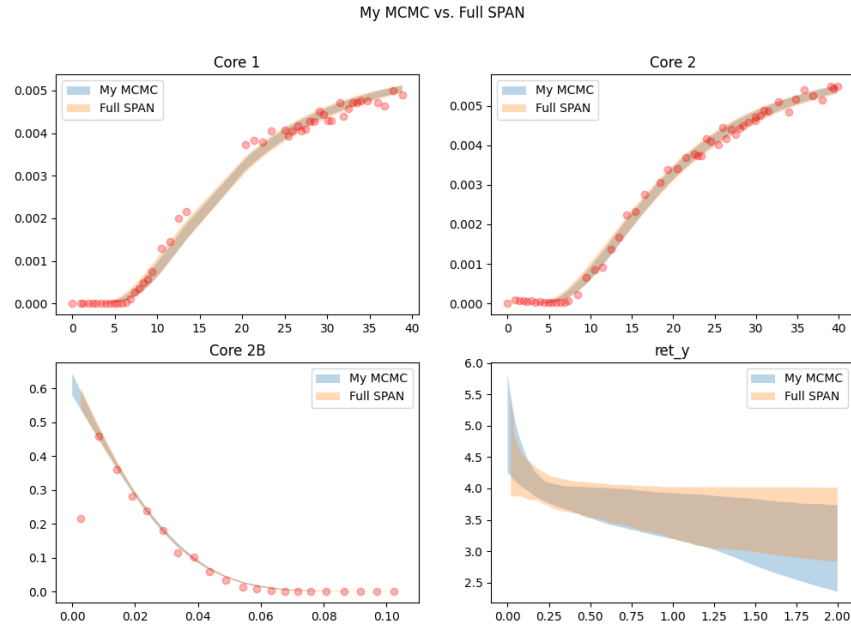 My MCMC vs. Full SPAN
Core 1
My MCMC
Full SPAN
0.005
0.004
0.003
0.002
0.001
0.000
0 5 10 15 20 25 30 35 40
Core 2
My MCMC
Full SPAN
0.005
0.004
0.003
0.002
0.001
0.000
0 10 15 20 25 30 35 40
Core 2B
My MCMC
Full SPAN
0.6
0.5
0.4
0.3
0.2
0.1
0.0
0.00 0.02 0.04 0.06 0.08 0.10
ret_y
My MCMC
Full SPAN
6.0
5.5
5.0
4.5
4.0
3.5
3.0
2.5
0.00 0.25 0.50 0.75 1.00 1.25 1.50 1.75 2.00